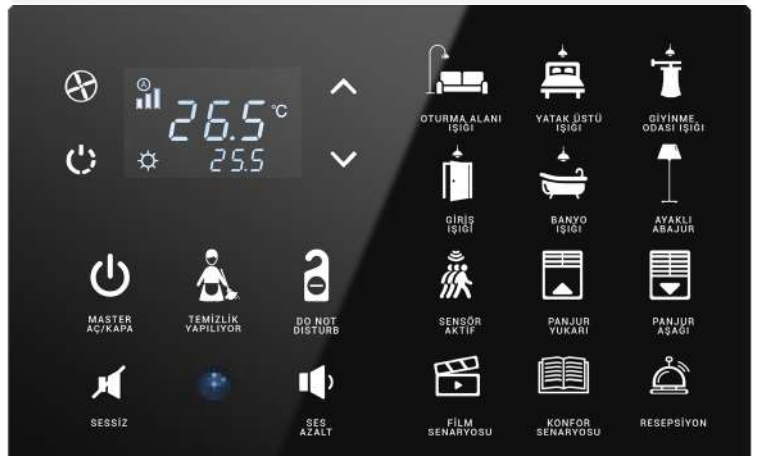 A
26.5 °C
25.5
OTURMA ALANI
IŞIĞI
YATAK ÜSTÜ
IŞIĞI
GİYİNME
ODASI IŞIĞI
GİRİŞ
IŞIĞI
BANYO
IŞIĞI
AYAKLI
ABAJUR
MASTER
AÇ/KAPA
TEMİZLİK
YAPILIYOR
DO NOT
DISTURB
SENSÖR
AKTİF
PANJUR
YUKARI
PANJUR
AŞAĞI
SESSİZ
SES
AZALT
FİLM
SENARYOSU
KONFOR
SENARYOSU
RESEPSİYON